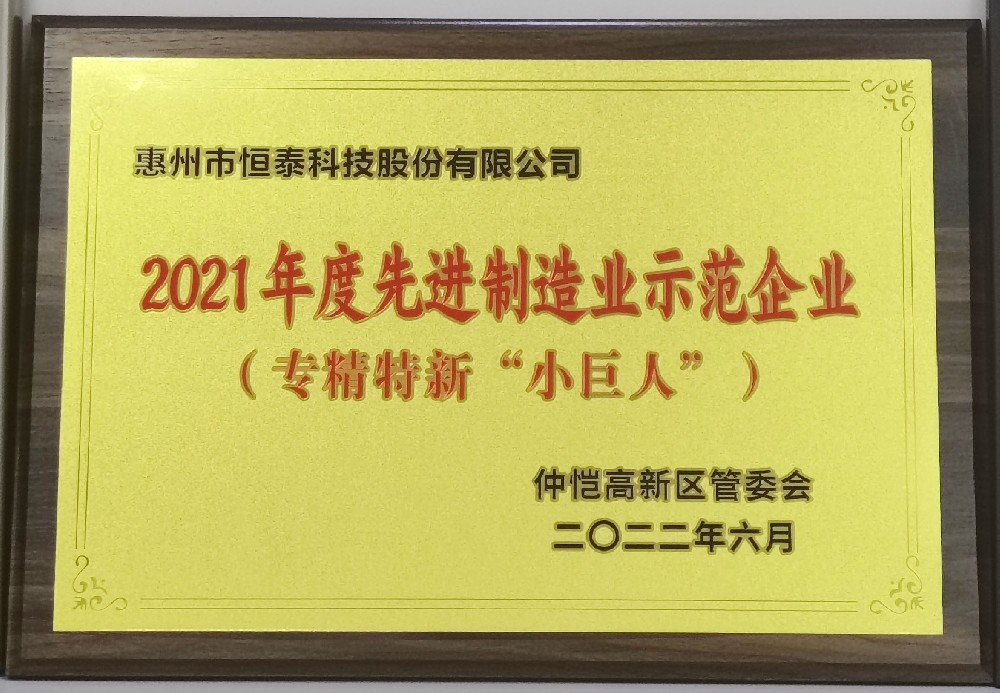 惠州市恒泰科技股份有限公司
2021年度先进制造业示范企业
（专精特新“小巨人”）
仲恺高新区管委会
二〇二二年六月